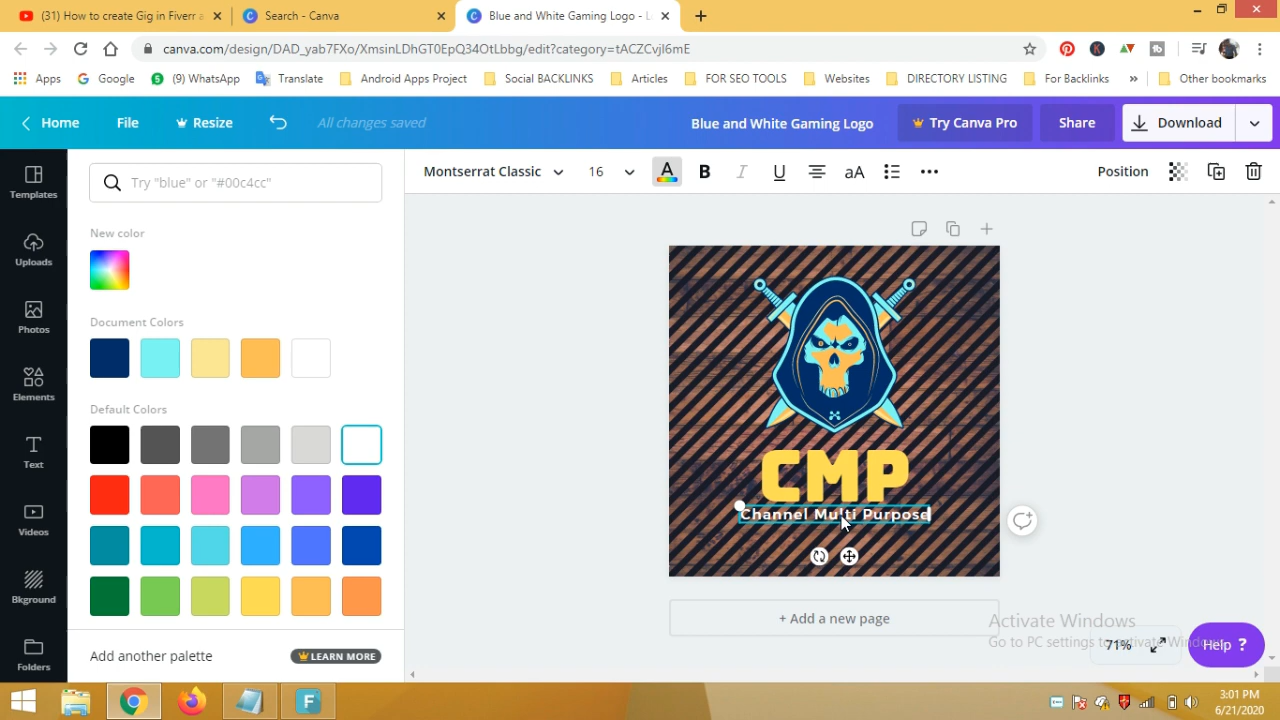 (31) How to create Gig in Fiverr a
Search - Canva
Blue and White Gaming Logo - L
canva.com/design/DAD_yab7FXo/XmsinLDhGT0EpQ34OtLbbg/edit?category=tACZCvjI6mE
Apps
Google
(9) WhatsApp
Translate
Android Apps Project
Social BACKLINKS
Articles
FOR SEO TOOLS
Websites
DIRECTORY LISTING
For Backlinks
»
Other bookmarks
Home
File
Resize
All changes saved
Blue and White Gaming Logo
Try Canva Pro
Share
Download
Templates
Uploads
Photos
Elements
Text
Videos
Bkground
Folders
Try "blue" or "#00c4cc"
New color
Document Colors
Default Colors
Add another palette
LEARN MORE
Montserrat Classic
16
A
B
I
U
aA
Position
CMP
Channel Multi Purpose
+ Add a new page
Activate Windows
Go to PC settings to activate Windows.
71%
Help ?
3:01 PM
6/21/2020